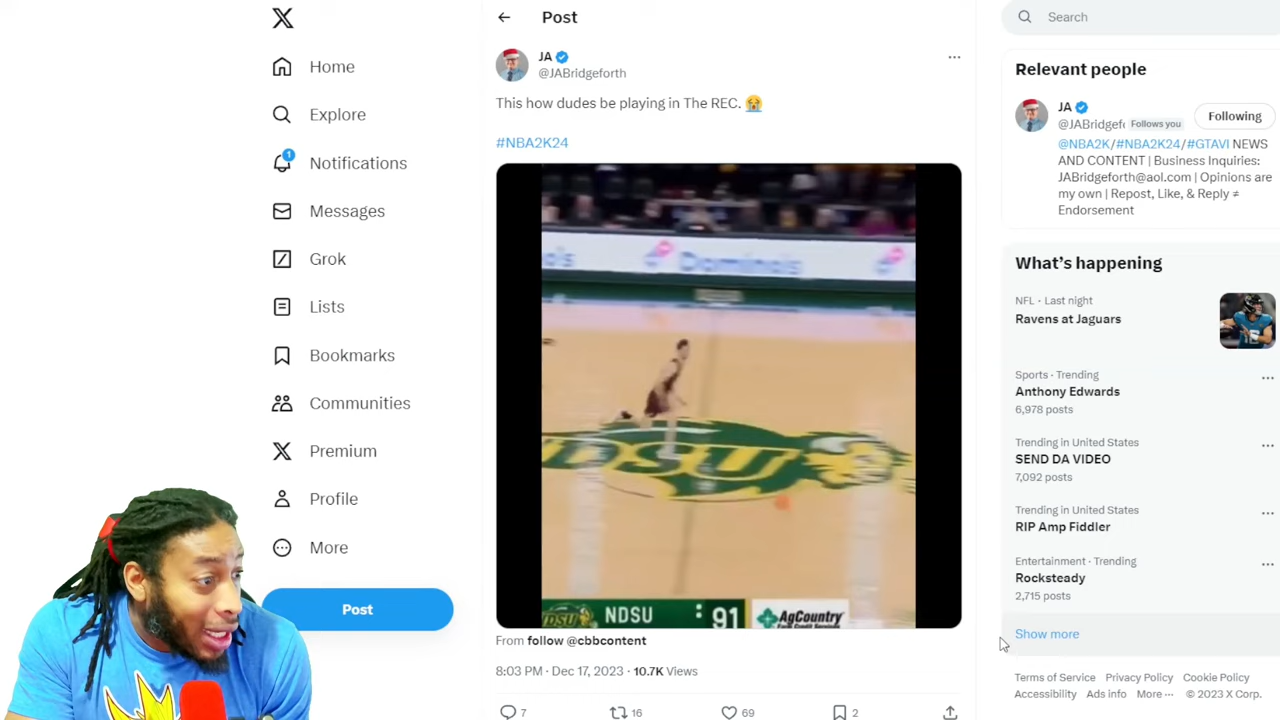 Home
Explore
1
Notifications
Messages
Grok
Lists
Bookmarks
Communities
Premium
Profile
More
Post
Post
JA
@JABridgeforth
This how dudes be playing in The REC. 😭
#NBA2K24
Domino's
NDSU
NDSU 91
AgCountry
From follow @cbbcontent
8:03 PM · Dec 17, 2023 · 10.7K Views
7 16 69 2
Search
Relevant people
JA
@JABridgef Follows you
Following
@NBA2K/#NBA2K24/#GTAVI NEWS
AND CONTENT | Business Inquiries:
JABridgeforth@aol.com | Opinions are
my own | Repost, Like, & Reply ≠
Endorsement
What's happening
NFL · Last night
Ravens at Jaguars
Sports · Trending
Anthony Edwards
6,978 posts
Trending in United States
SEND DA VIDEO
7,092 posts
Trending in United States
RIP Amp Fiddler
Entertainment · Trending
Rocksteady
2,715 posts
Show more
Terms of Service Privacy Policy Cookie Policy
Accessibility Ads info More ··· © 2023 X Corp.